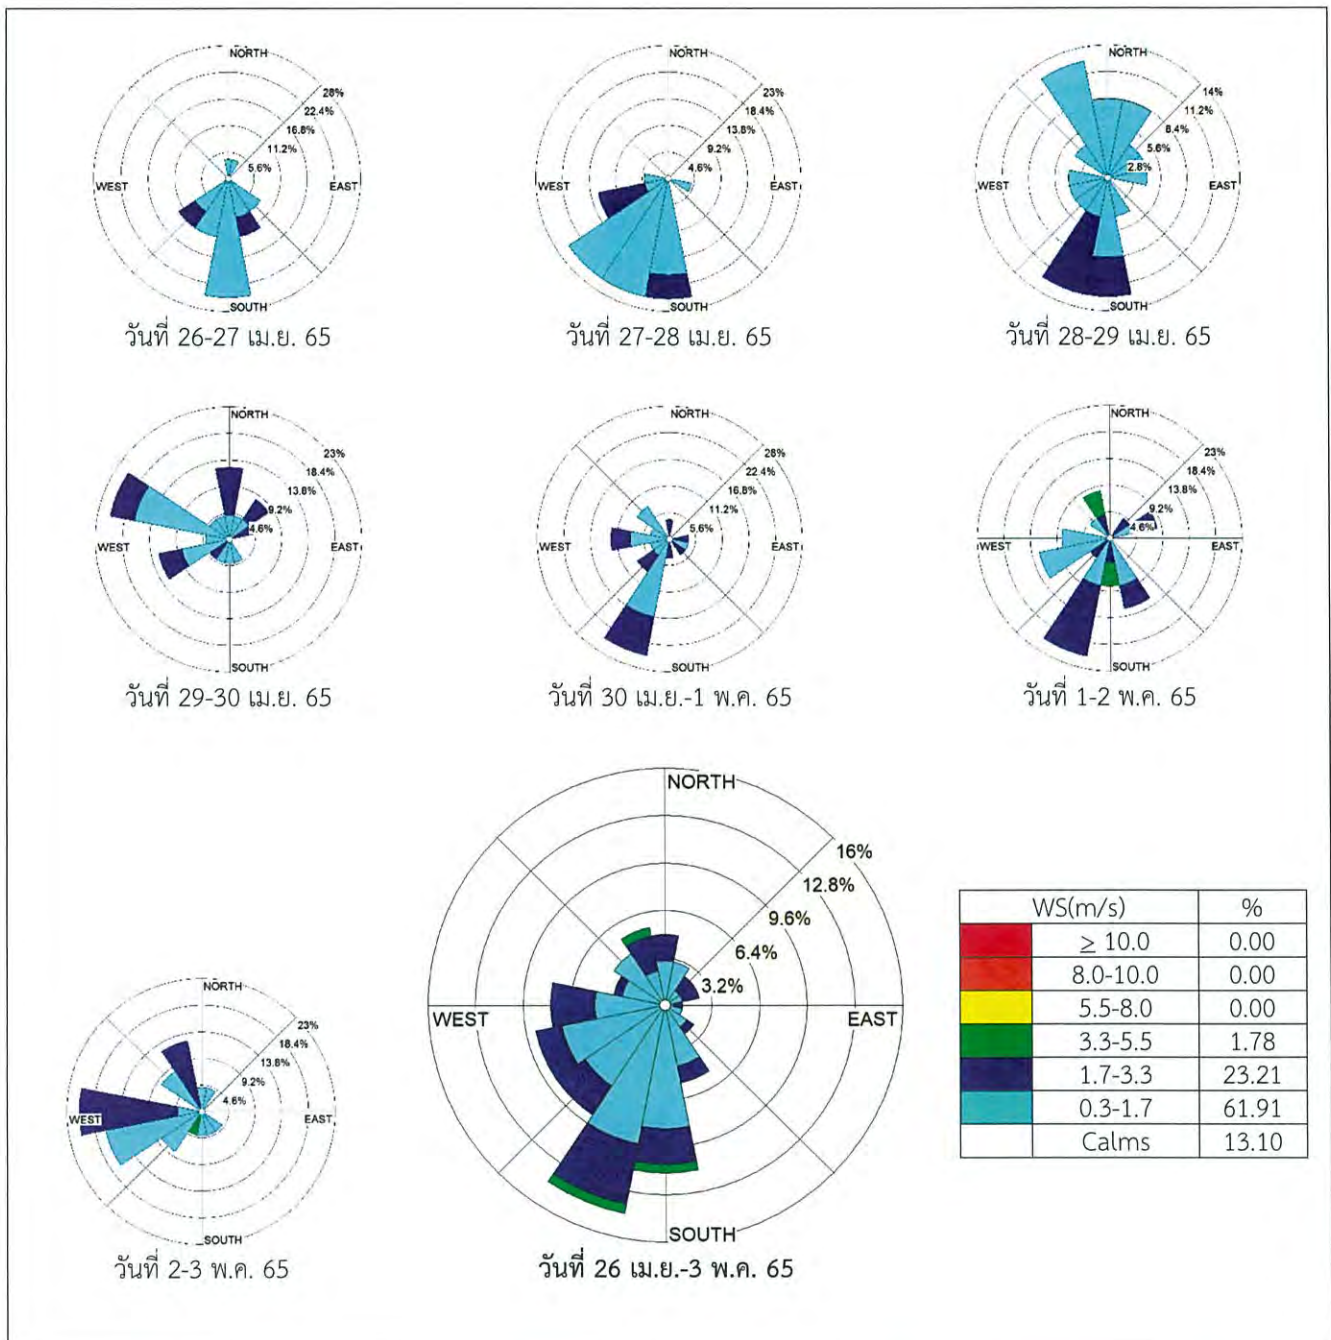 NORTH
28%
22.4%
16.8%
11.2%
5.6%
WEST
EAST
SOUTH
วันที่ 26-27 เม.ย. 65
NORTH
23%
18.4%
13.8%
9.2%
4.6%
WEST
EAST
SOUTH
วันที่ 27-28 เม.ย. 65
NORTH
14%
11.2%
8.4%
5.6%
2.8%
WEST
EAST
SOUTH
วันที่ 28-29 เม.ย. 65
NORTH
23%
18.4%
13.8%
9.2%
4.6%
WEST
EAST
SOUTH
วันที่ 29-30 เม.ย. 65
NORTH
28%
22.4%
16.8%
11.2%
5.6%
WEST
EAST
SOUTH
วันที่ 30 เม.ย.-1 พ.ค. 65
NORTH
23%
18.4%
13.8%
9.2%
4.6%
WEST
EAST
SOUTH
วันที่ 1-2 พ.ค. 65
NORTH
23%
18.4%
13.8%
9.2%
4.6%
WEST
EAST
SOUTH
วันที่ 2-3 พ.ค. 65
NORTH
16%
12.8%
9.6%
6.4%
3.2%
WEST
EAST
SOUTH
วันที่ 26 เม.ย.-3 พ.ค. 65
WS(m/s) %
≥ 10.0 0.00
8.0-10.0 0.00
5.5-8.0 0.00
3.3-5.5 1.78
1.7-3.3 23.21
0.3-1.7 61.91
Calms 13.10